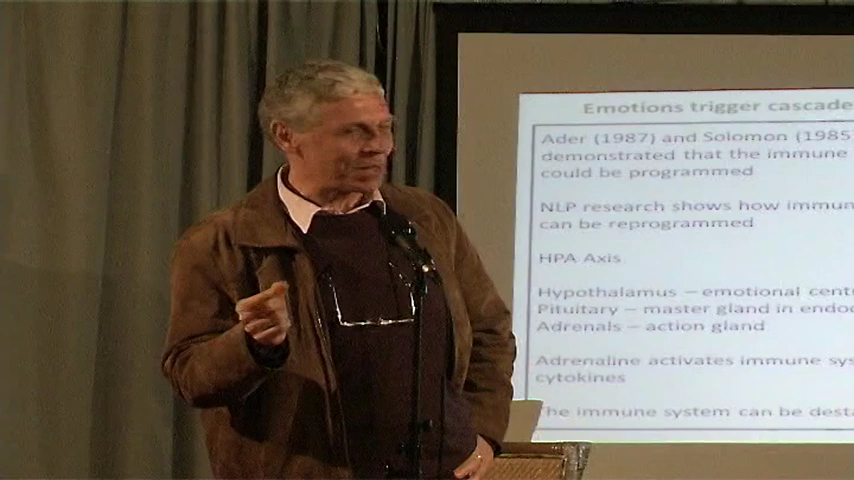 Emotions trigger cascade
Ader (1987) and Solomon (1985
demonstrated that the immune
could be programmed
NLP research shows how immun
can be reprogrammed
HPA Axis
Hypothalamus – emotional cent
Pituitary – master gland in endo
Adrenals – action gland
Adrenaline activates immune sys
cytokines
The immune system can be desta